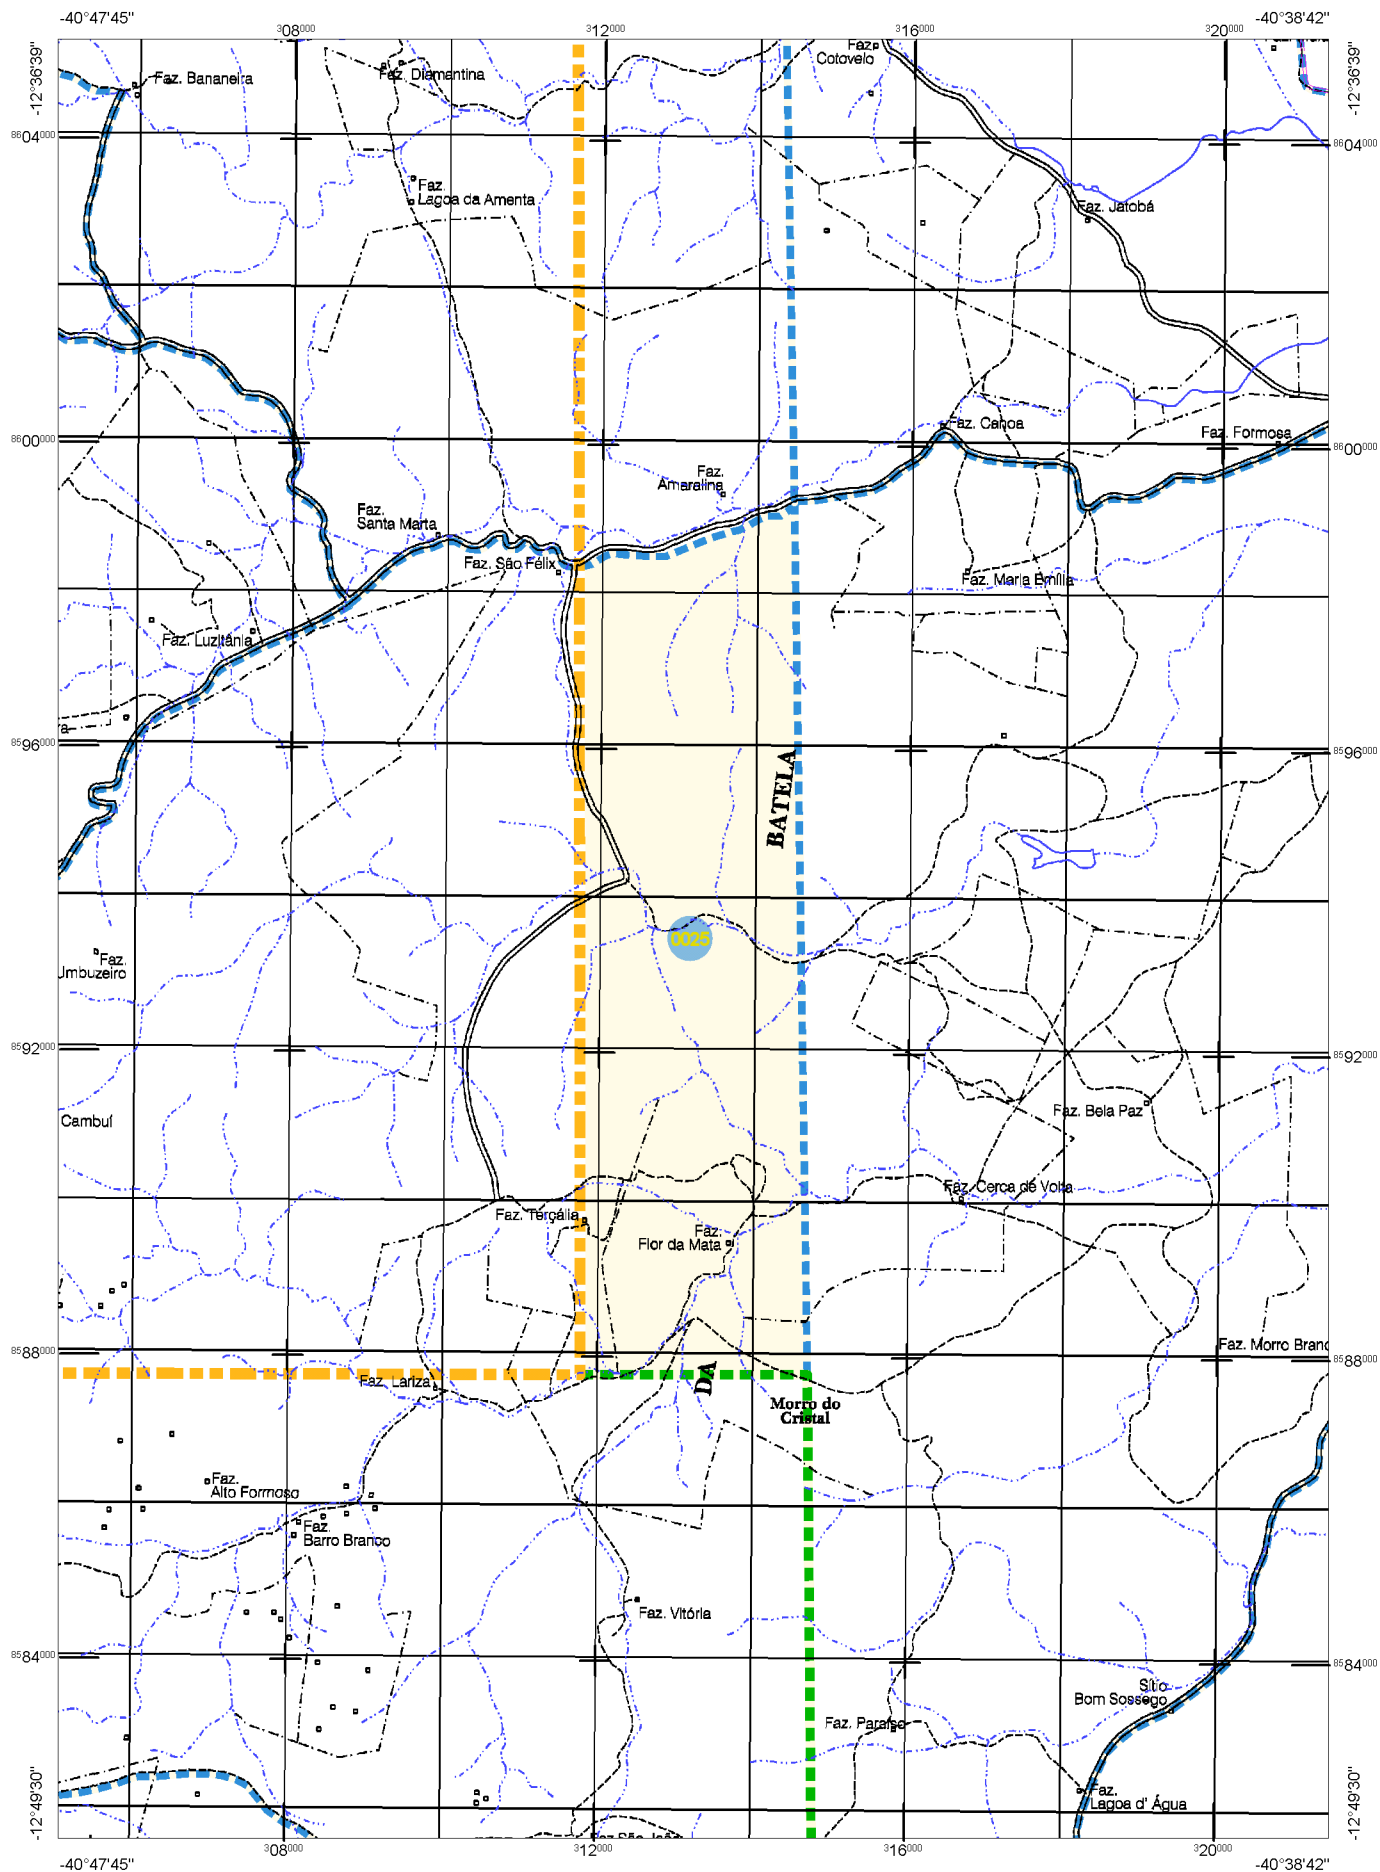 -40°47'45"
-40°38'42"
308000
312000
316000
320000
-12°36'39"
-12°36'39"
Faz. Bananeira
Faz. Diamantina
Faz.
Cotovelo
8604000
8604000
Faz.
Lagoa da Amenta
Faz. Jatobá
8600000
Faz. Canoa
Faz. Formosa
8600000
Faz.
Amaralina
Faz.
Santa Marta
Faz. São Félix
Faz. Maria Emília
Faz. Luzitânia
a
8596000
8596000
BATELA
0025
Faz.
Umbuzeiro
8592000
8592000
Cambuí
Faz. Bela Paz
Faz. Cerca de Volta
Faz. Terçália
Faz.
Flor da Mata
8588000
Faz. Morro Branc
8588000
Faz. Lariza
DA
Morro do
Cristal
Faz.
Alto Formoso
Faz.
Barro Branco
Faz. Vitória
8584000
8584000
Sítio
Bom Sossego
Faz. Paraíso
Faz.
Lagoa d' Água
Faz São João
-12°49'30"
-12°49'30"
308000
312000
316000
320000
-40°47'45"
-40°38'42"